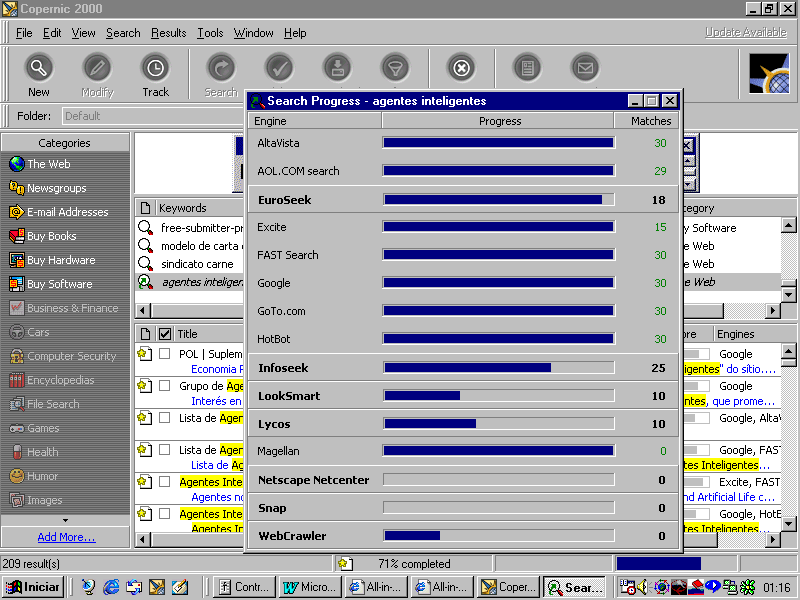 Copernic 2000
File Edit View Search Results Tools Window Help
Update Available
New Modify Track Search
Folder: Default
Categories
The Web
Newsgroups
E-mail Addresses
Buy Books
Buy Hardware
Buy Software
Business & Finance
Cars
Computer Security
Encyclopedias
File Search
Games
Health
Humor
Images
Add More...
Keywords
free-submitter-pr
modelo de carta c
sindicato carne
agentes inteligen
egory
y Software
e Web
e Web
e Web
Title
ore Engines
POL | Suplem
Economia F
Grupo de Age
Interés en
Lista de Agen
Lista de Agen
Lista de Ag
Agentes Inte
Agentes no
Agentes Inte
Agentes Inte
Google
igentes" do sítio....
Google
ntes, que prome...
Google, AltaV
Google, FAST
tes Inteligentes...
Excite, FAST
nd Artificial Life c...
Google, HotB
tes Inteligentes...
Search Progress - agentes inteligentes
Engine Progress Matches
AltaVista 30
AOL.COM search 29
EuroSeek 18
Excite 15
FAST Search 30
Google 30
GoTo.com 30
HotBot 30
Infoseek 25
LookSmart 10
Lycos 10
Magellan 0
Netscape Netcenter 0
Snap 0
WebCrawler 0
209 result(s) 71% completed
Iniciar Contr... Micro... All-in-... All-in-... Coper... Sear... 01:16